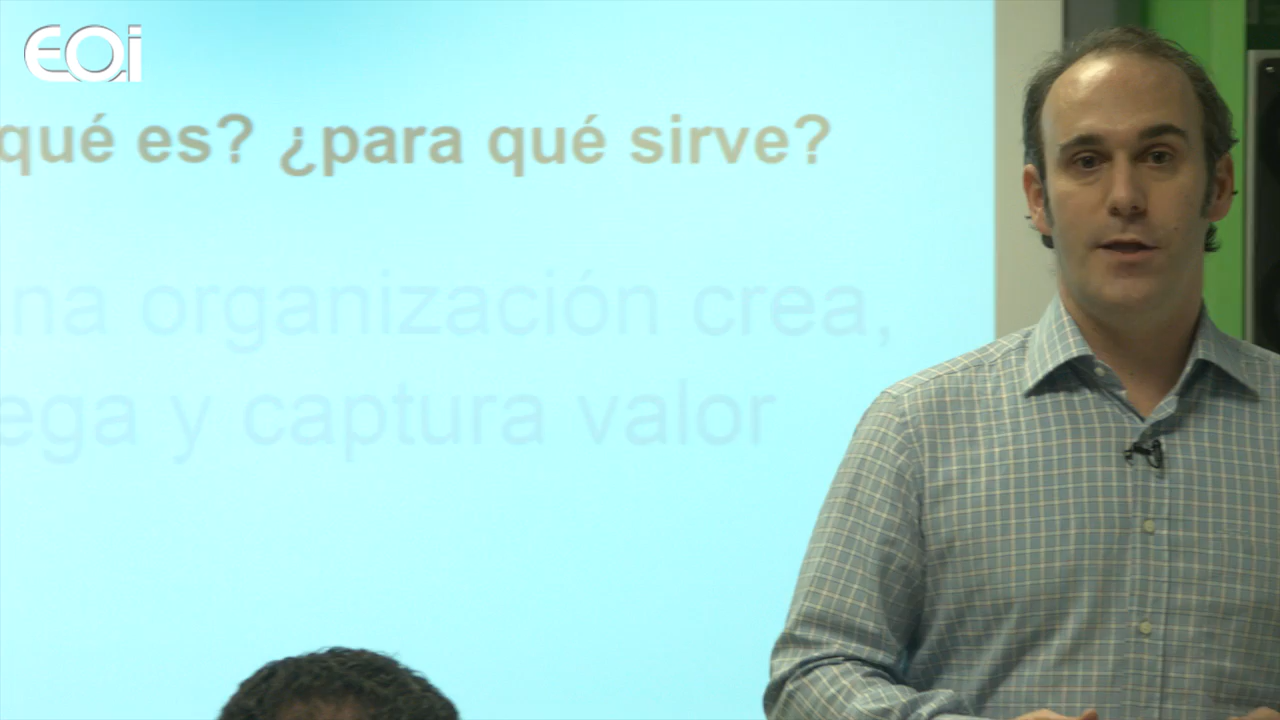 EOi
qué es? ¿para qué sirve?
na organización crea,
ega y captura valor